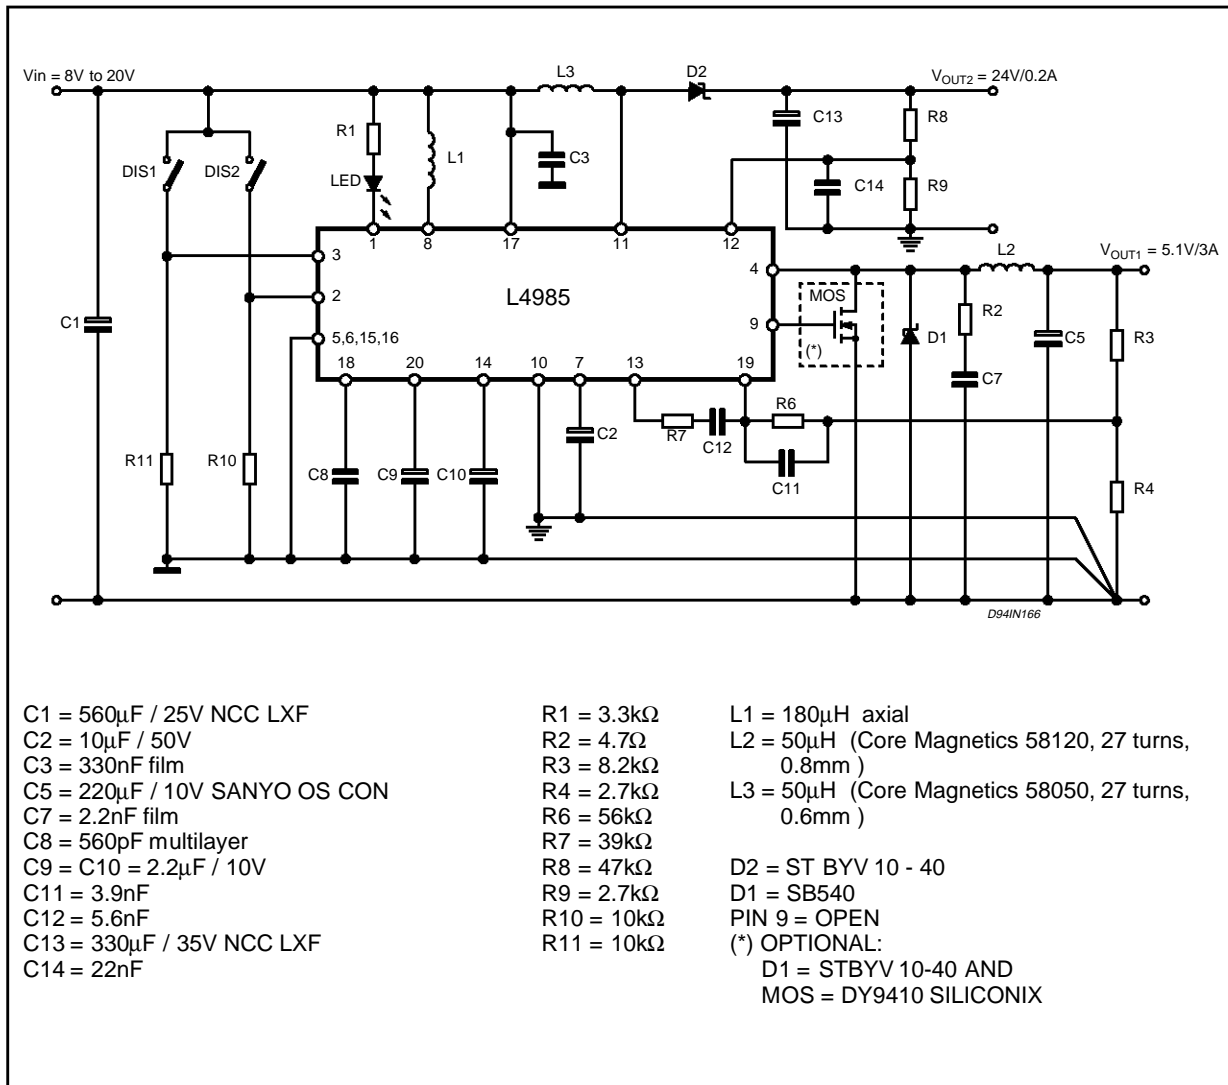 Vin = 8V to 20V
L3
D2
VOUT2 = 24V/0.2A
R1
L1
C3
C13
R8
DIS1
DIS2
LED
C14
R9
1
8
17
11
12
L2
VOUT1 = 5.1V/3A
3
4
L4985
MOS
2
9
C1
R2
D1
C5
R3
(*)
5,6,15,16
18
20
14
10
7
13
19
C7
R6
C2
R7
C12
R11
R10
C8
C9
C10
C11
R4
D94IN166
C1 = 560μF / 25V NCC LXF
C2 = 10μF / 50V
C3 = 330nF film
C5 = 220μF / 10V SANYO OS CON
C7 = 2.2nF film
C8 = 560pF multilayer
C9 = C10 = 2.2μF / 10V
C11 = 3.9nF
C12 = 5.6nF
C13 = 330μF / 35V NCC LXF
C14 = 22nF
R1 = 3.3kΩ
R2 = 4.7Ω
R3 = 8.2kΩ
R4 = 2.7kΩ
R6 = 56kΩ
R7 = 39kΩ
R8 = 47kΩ
R9 = 2.7kΩ
R10 = 10kΩ
R11 = 10kΩ
L1 = 180μH axial
L2 = 50μH (Core Magnetics 58120, 27 turns,
0.8mm )
L3 = 50μH (Core Magnetics 58050, 27 turns,
0.6mm )
D2 = ST BYV 10 - 40
D1 = SB540
PIN 9 = OPEN
(*) OPTIONAL:
D1 = STBYV 10-40 AND
MOS = DY9410 SILICONIX